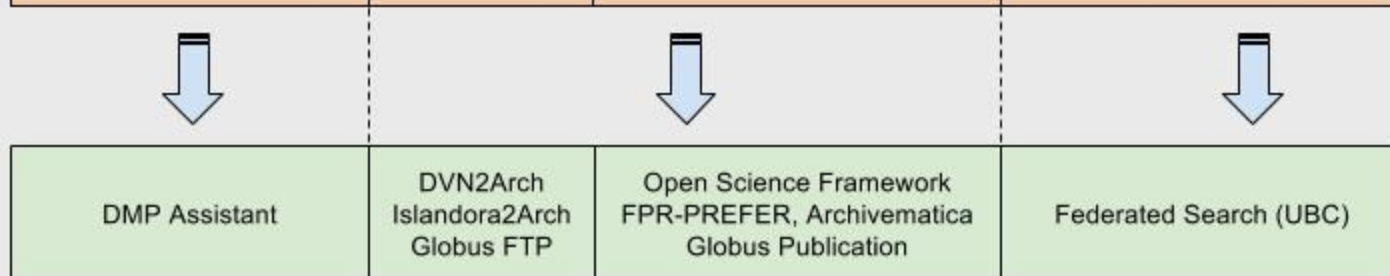 DMP Assistant
DVN2Arch
Islandora2Arch
Globus FTP
Open Science Framework
FPR-PREFER, Archivematica
Globus Publication
Federated Search (UBC)